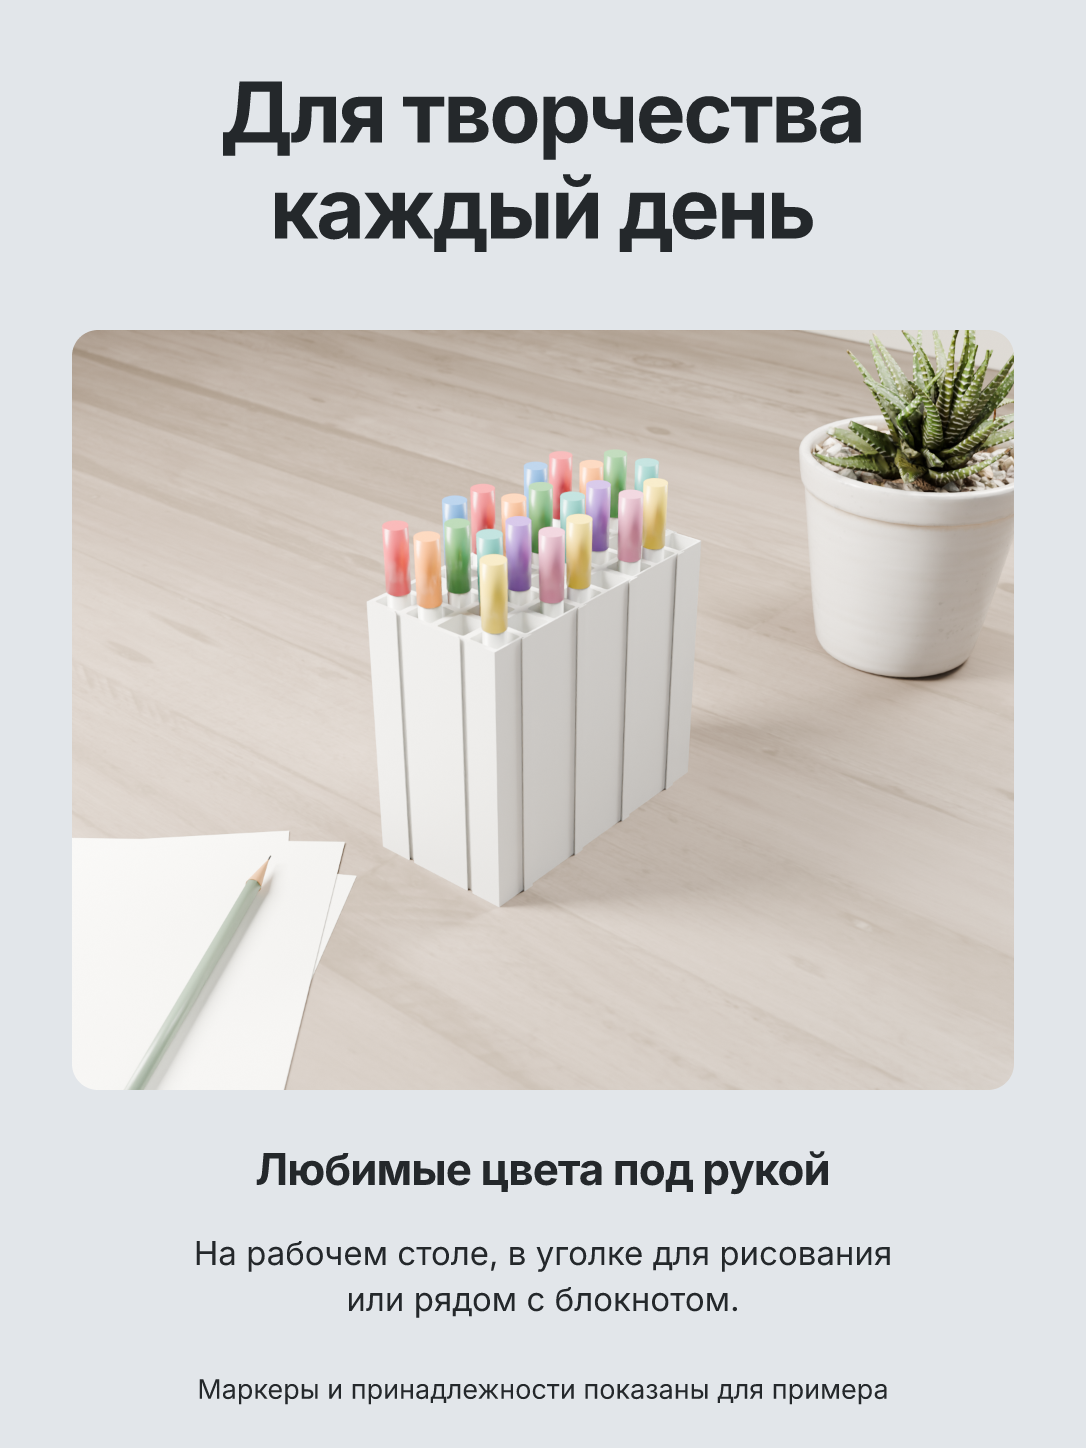 Для творчества
каждый день
Любимые цвета под рукой
На рабочем столе, в уголке для рисования
или рядом с блокнотом.
Маркеры и принадлежности показаны для примера